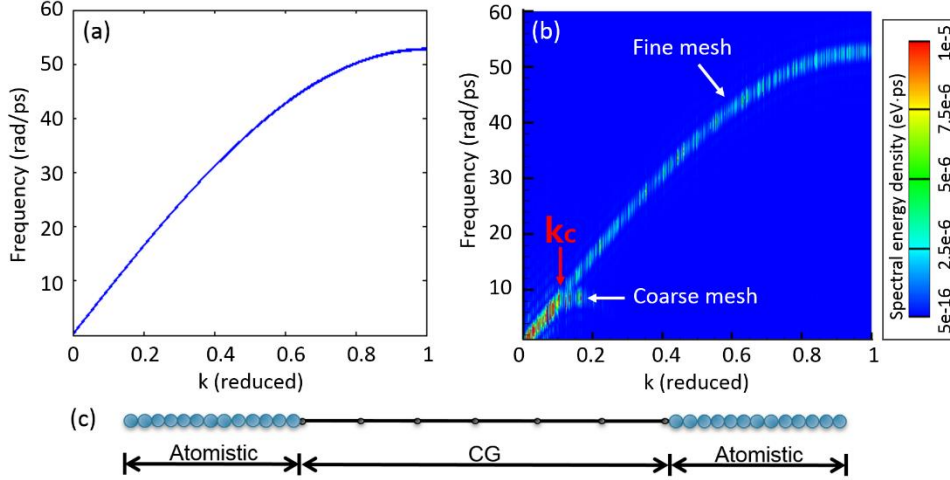 (a)
60
50
40
30
20
10
0
Frequency (rad/ps)
0 0.2 0.4 0.6 0.8 1
k (reduced)
(b)
60
50
40
30
20
10
Frequency (rad/ps)
Fine mesh
kc
Coarse mesh
0 0.2 0.4 0.6 0.8 1
k (reduced)
Spectral energy density (eV·ps)
1e-5
7.5e-6
5e-6
2.5e-6
5e-16
(c)
Atomistic CG Atomistic